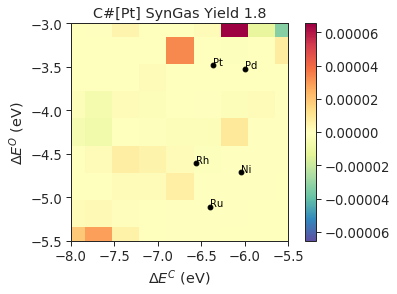 C#[Pt] SynGas Yield 1.8
−3.0
−3.5
−4.0
−4.5
−5.0
−5.5
ΔE^O (eV)
Pt
Pd
Rh
Ni
Ru
−8.0 −7.5 −7.0 −6.5 −6.0 −5.5
ΔE^C (eV)
0.00006
0.00004
0.00002
0.00000
−0.00002
−0.00004
−0.00006